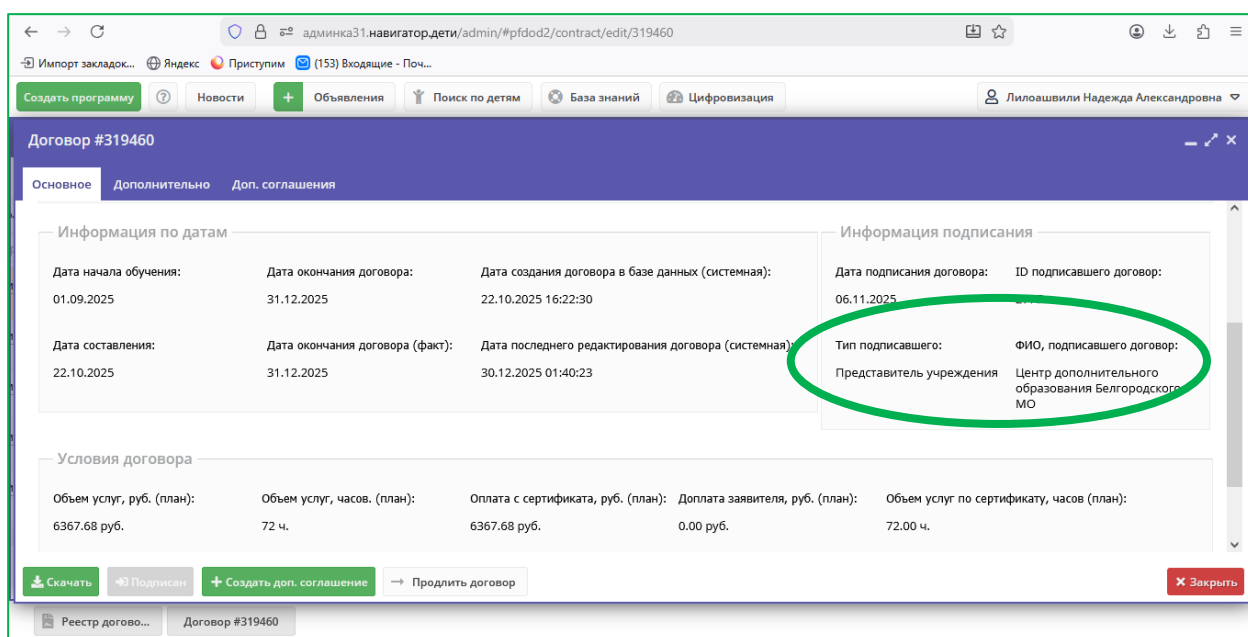 админка31.навигатор.дети/admin/#pfdod2/contract/edit/319460
Импорт закладок... Яндекс Приступим (153) Входящие - Поч...
Создать программу ? Новости + Объявления Поиск по детям База знаний Цифровизация Лилоашвили Надежда Александровна
Договор #319460
Основное Дополнительно Доп. соглашения
Информация по датам Информация подписания
Дата начала обучения: Дата окончания договора: Дата создания договора в базе данных (системная): Дата подписания договора: ID подписавшего договор:
01.09.2025 31.12.2025 22.10.2025 16:22:30 06.11.2025
Дата составления: Дата окончания договора (факт): Дата последнего редактирования договора (системная): Тип подписавшего: ФИО, подписавшего договор:
22.10.2025 31.12.2025 30.12.2025 01:40:23 Представитель учреждения Центр дополнительного
образования Белгородского
МО
Условия договора
Объем услуг, руб. (план): Объем услуг, часов. (план): Оплата с сертификата, руб. (план): Доплата заявителя, руб. (план): Объем услуг по сертификату, часов (план):
6367.68 руб. 72 ч. 6367.68 руб. 0.00 руб. 72.00 ч.
Скачать Подписан + Создать доп. соглашение → Продлить договор × Закрыть
Реестр догово... Договор #319460